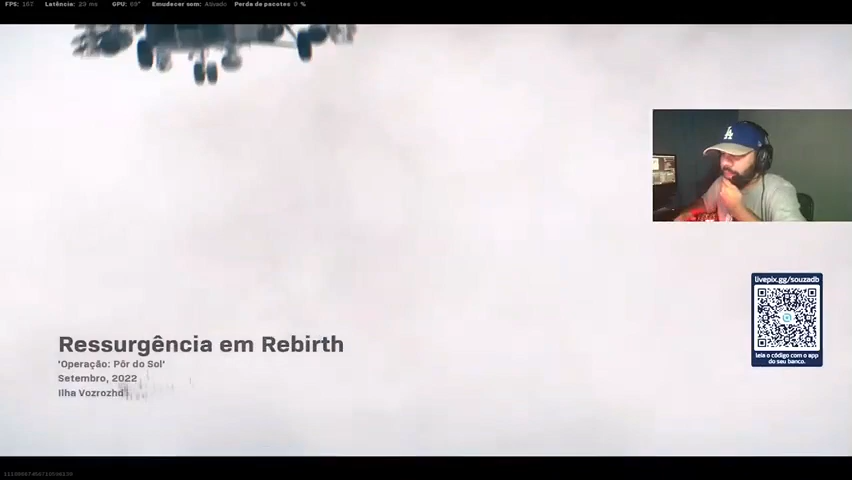 FPS: 167 Latência: 29 ms GPU: 69° Emudecer som: Ativado Perda de pacotes 0 %
LA
livepix.gg/souzadb
leia o código com o app
do seu banco.
Ressurgência em Rebirth
'Operação: Pôr do Sol'
Setembro, 2022
Ilha Vozrozhd